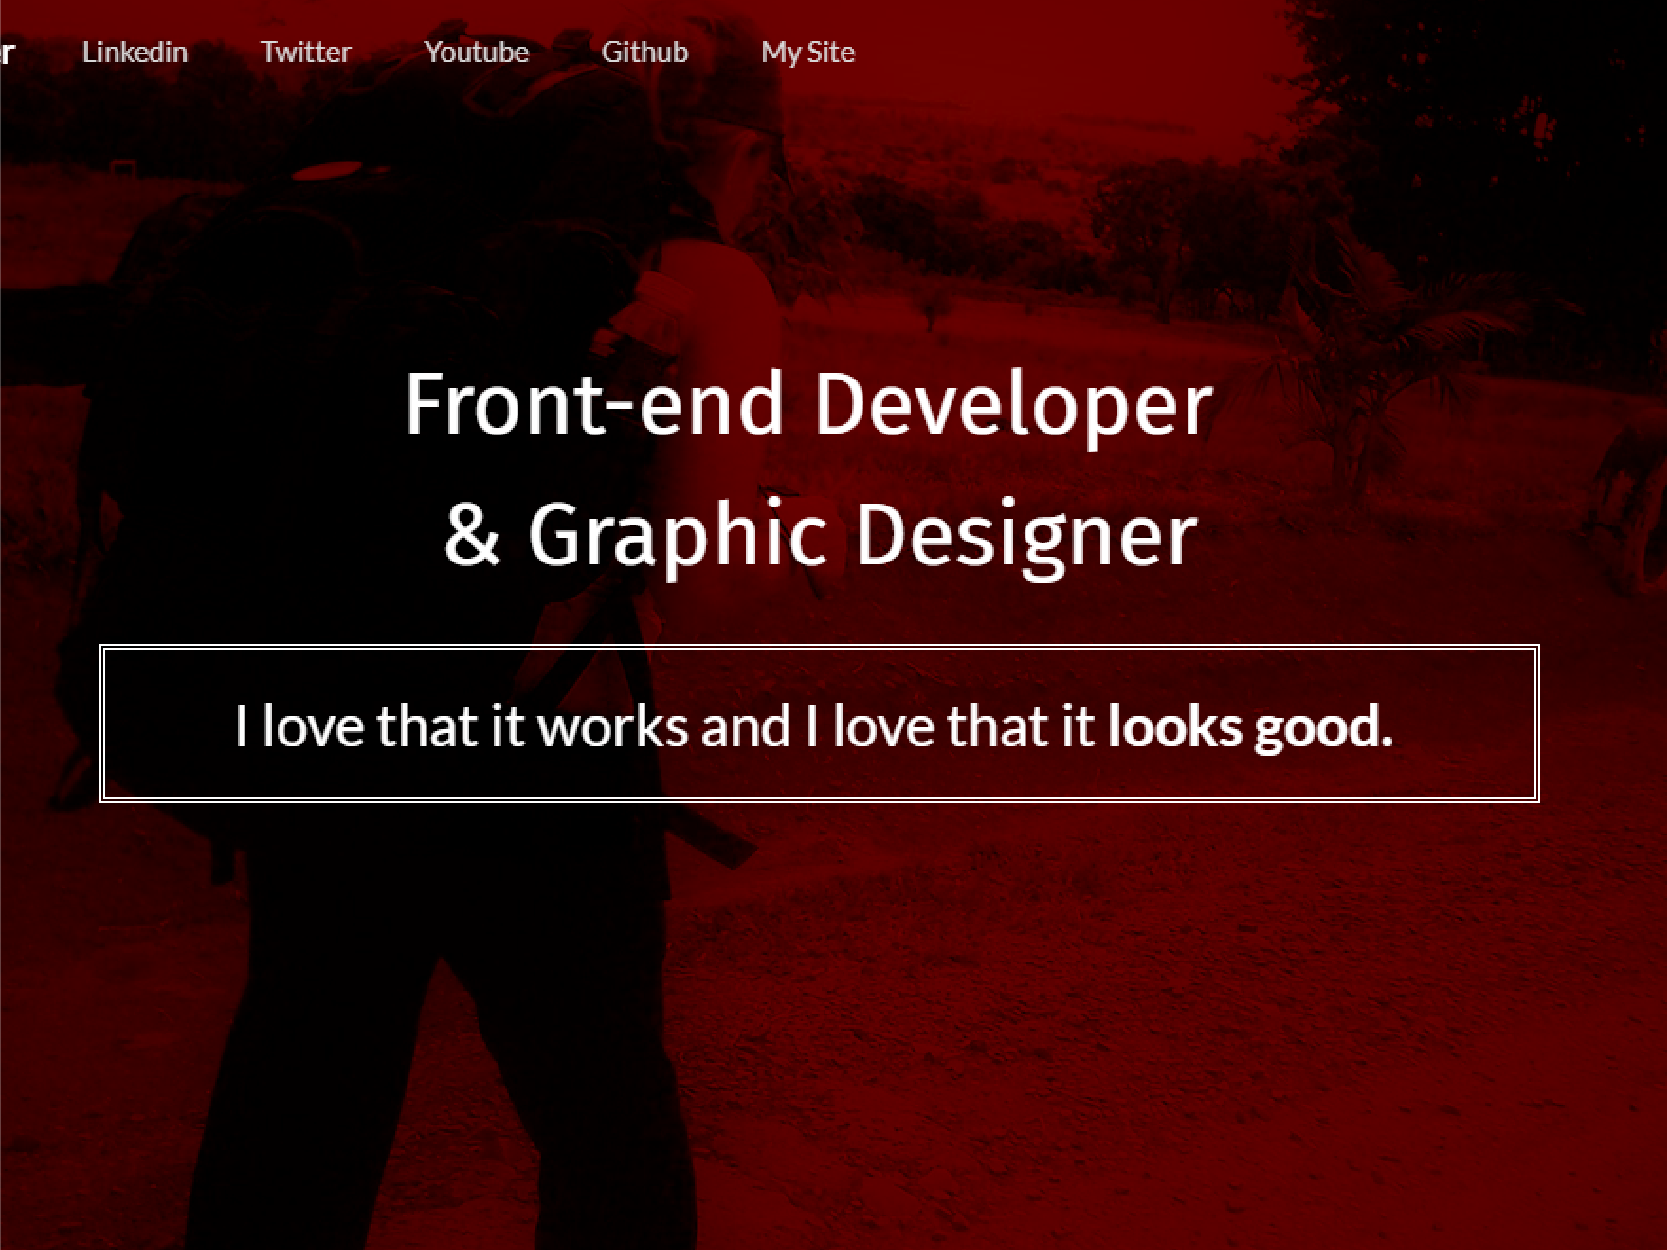 Linkedin Twitter Youtube Github My Site
Front-end Developer
& Graphic Designer
I love that it works and I love that it looks good.